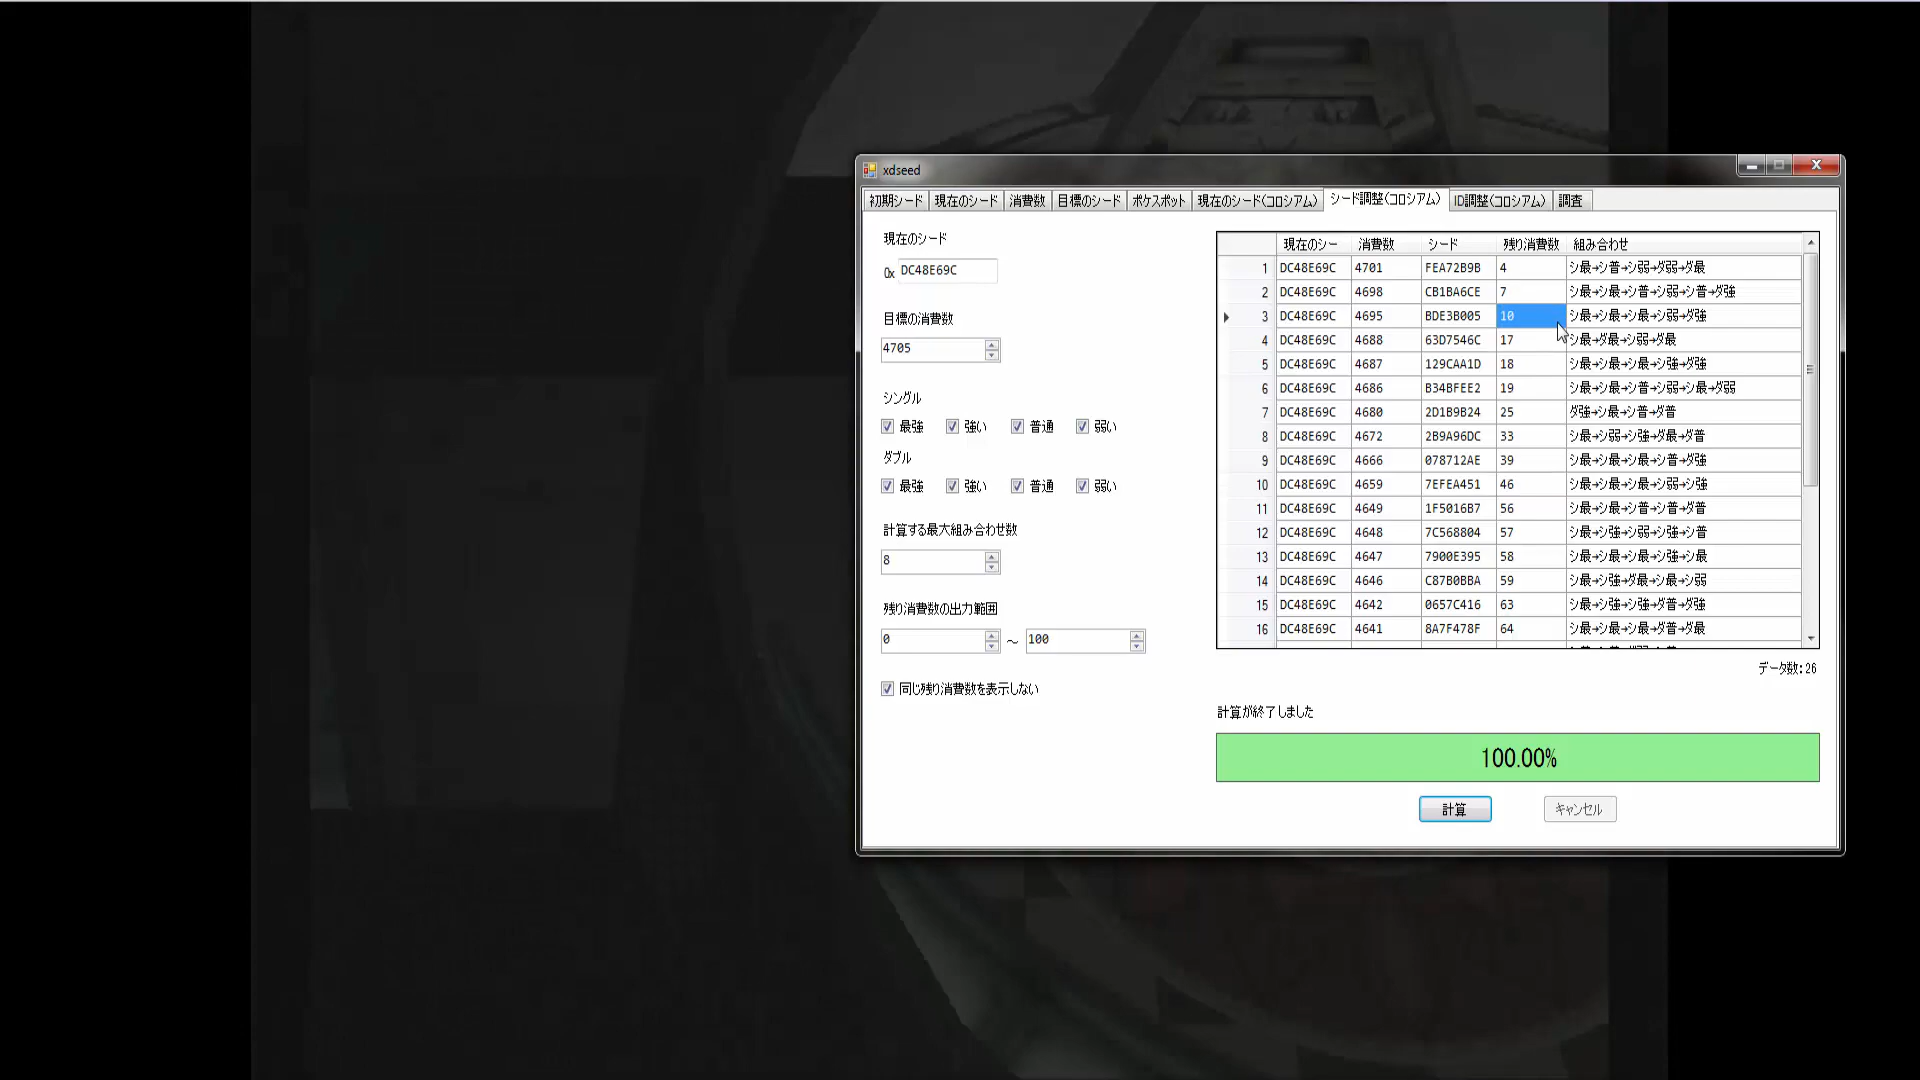 xdseed
初期シード 現在のシード 消費数 目標のシード ポケスポット 現在のシード(コロシアム) シード調整(コロシアム) ID調整(コロシアム) 調査
現在のシード
0x DC48E69C
目標の消費数
4705
シングル
最強 強い 普通 弱い
ダブル
最強 強い 普通 弱い
計算する最大組み合わせ数
8
残り消費数の出力範囲
0 ～ 100
同じ残り消費数を表示しない
現在のシー 消費数 シード 残り消費数 組み合わせ
1 DC48E69C 4701 FEA72B9B 4 シ最→シ普→シ弱→ダ弱→ダ最
2 DC48E69C 4698 CB1BA6CE 7 シ最→シ最→シ普→シ弱→シ普→ダ強
3 DC48E69C 4695 BDE3B005 10 シ最→シ最→シ最→シ弱→ダ強
4 DC48E69C 4688 63D7546C 17 シ最→ダ最→シ弱→ダ最
5 DC48E69C 4687 129CAA1D 18 シ最→シ最→シ最→シ強→ダ強
6 DC48E69C 4686 B34BFEE2 19 シ最→シ最→シ普→シ弱→シ最→ダ弱
7 DC48E69C 4680 2D1B9B24 25 ダ強→シ最→シ普→ダ普
8 DC48E69C 4672 2B9A96DC 33 シ最→シ弱→シ強→ダ最→ダ普
9 DC48E69C 4666 078712AE 39 シ最→シ最→シ最→シ普→ダ強
10 DC48E69C 4659 7EFEA451 46 シ最→シ最→シ最→シ弱→シ強
11 DC48E69C 4649 1F5016B7 56 シ最→シ最→シ普→シ普→ダ普
12 DC48E69C 4648 7C568804 57 シ最→シ強→シ弱→シ強→シ普
13 DC48E69C 4647 7900E395 58 シ最→シ最→シ最→シ強→シ最
14 DC48E69C 4646 C87B0BBA 59 シ最→シ強→ダ最→シ最→シ弱
15 DC48E69C 4642 0657C416 63 シ最→シ強→シ強→ダ普→ダ強
16 DC48E69C 4641 8A7F478F 64 シ最→シ最→シ最→ダ普→ダ最
データ数: 26
計算が終了しました
100.00%
計算 キャンセル